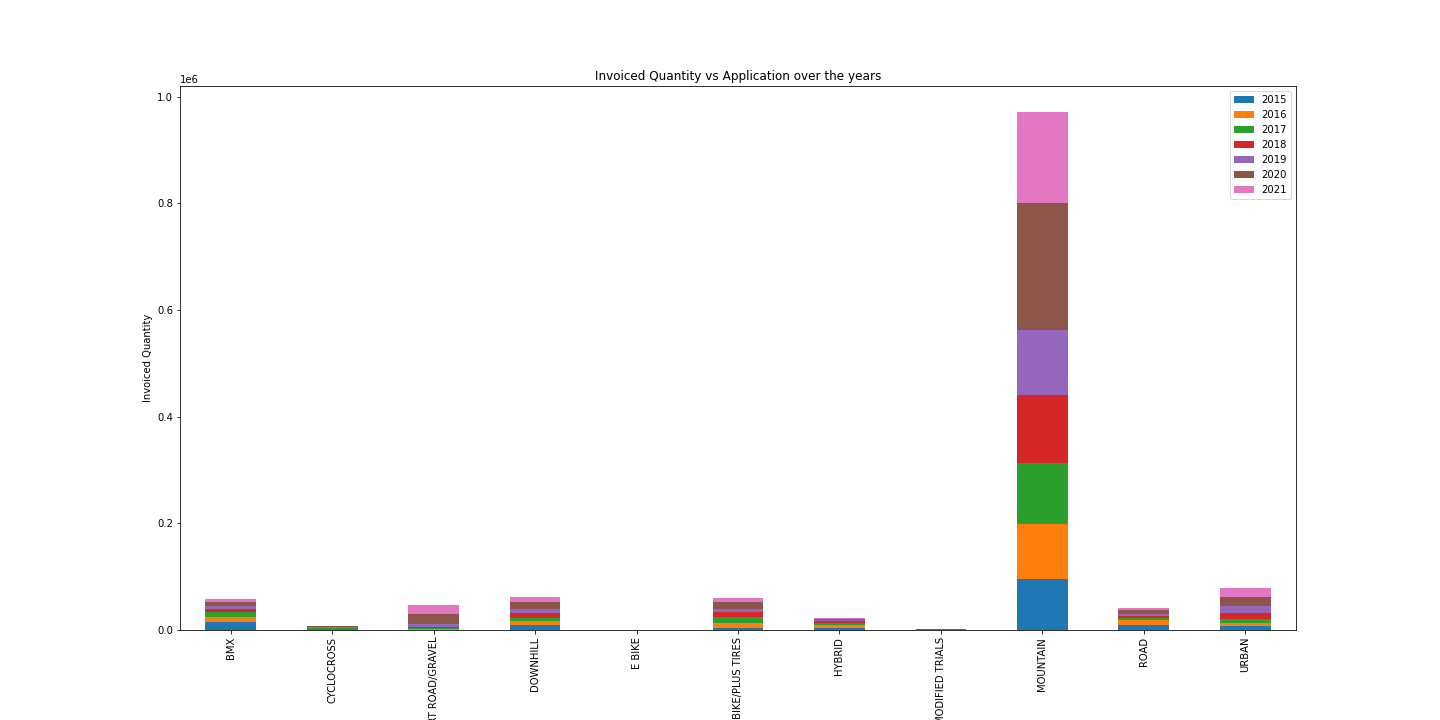 Invoiced Quantity vs Application over the years
1e6
1.0
0.8
0.6
0.4
0.2
0.0
Invoiced Quantity
2015
2016
2017
2018
2019
2020
2021
BMX
CYCLOCROSS
ROAD/GRAVEL
DOWNHILL
E BIKE
BIKE/PLUS TIRES
HYBRID
MODIFIED TRIALS
MOUNTAIN
ROAD
URBAN